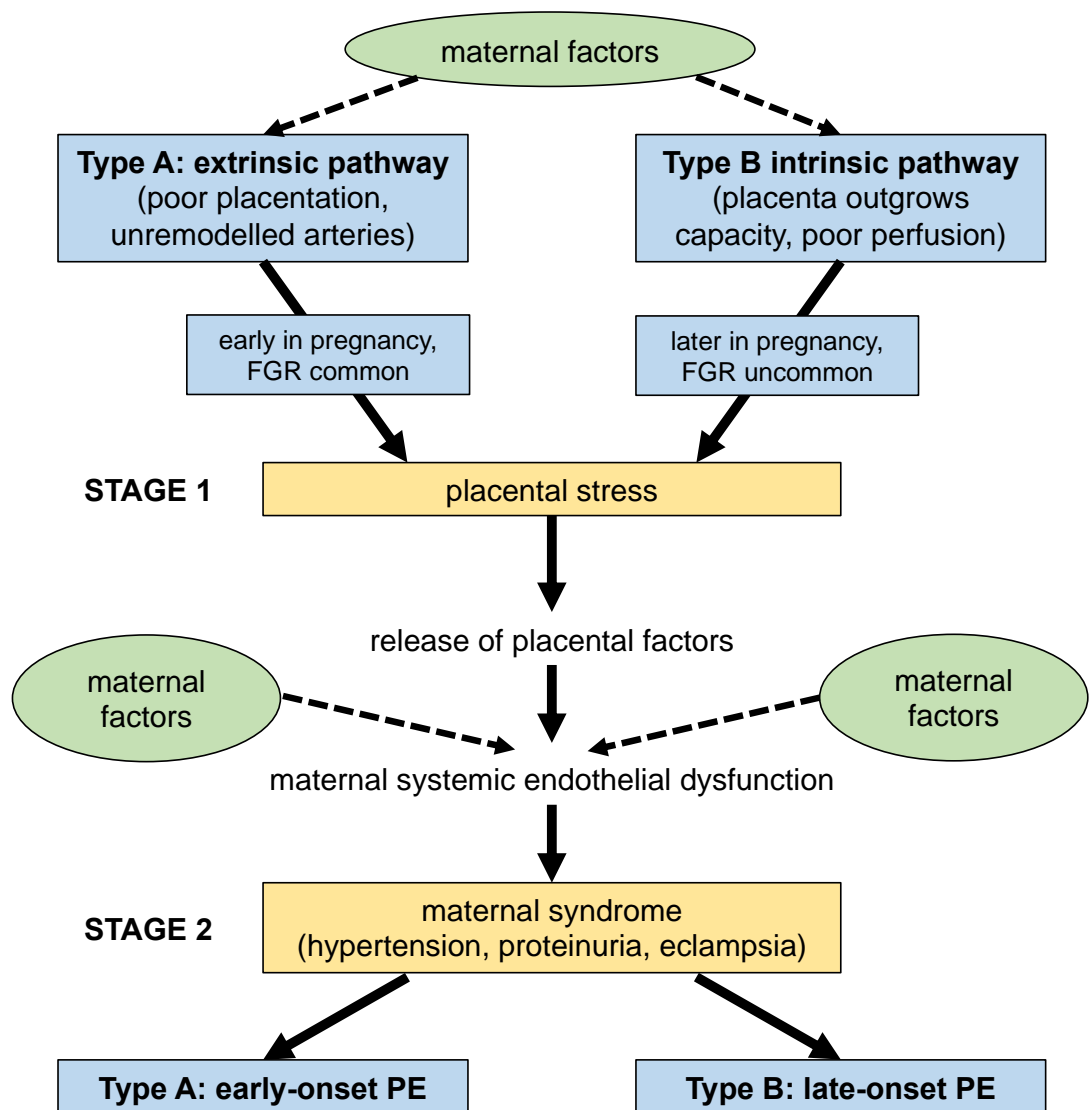 maternal factors
Type A: extrinsic pathway
(poor placentation,
unremodelled arteries)
Type B intrinsic pathway
(placenta outgrows
capacity, poor perfusion)
early in pregnancy,
FGR common
later in pregnancy,
FGR uncommon
STAGE 1
placental stress
release of placental factors
maternal
factors
maternal
factors
maternal systemic endothelial dysfunction
STAGE 2
maternal syndrome
(hypertension, proteinuria, eclampsia)
Type A: early-onset PE
Type B: late-onset PE